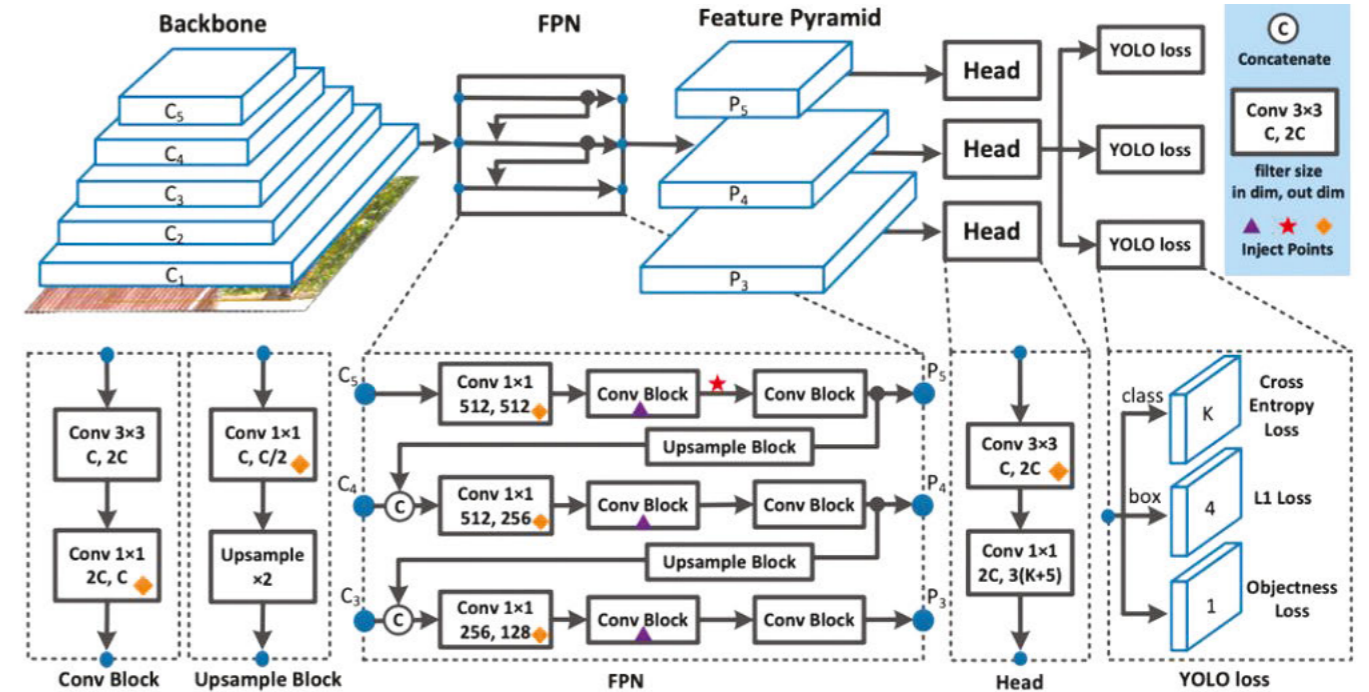 Backbone
FPN
Feature Pyramid
C5
C4
C3
C2
C1
P5
P4
P3
Head
Head
Head
YOLO loss
YOLO loss
YOLO loss
C
Concatenate
Conv 3×3
C, 2C
filter size
in dim, out dim
Inject Points
Conv 3×3
C, 2C
Conv 1×1
2C, C
Conv Block
Conv 1×1
C, C/2
Upsample
×2
Upsample Block
C5
Conv 1×1
512, 512
Conv Block
Conv Block
P5
Upsample Block
C4
C
Conv 1×1
512, 256
Conv Block
Conv Block
P4
Upsample Block
C3
C
Conv 1×1
256, 128
Conv Block
Conv Block
P3
FPN
Conv 3×3
C, 2C
Conv 1×1
2C, 3(K+5)
Head
class
K
Cross
Entropy
Loss
box
4
L1 Loss
1
Objectness
Loss
YOLO loss